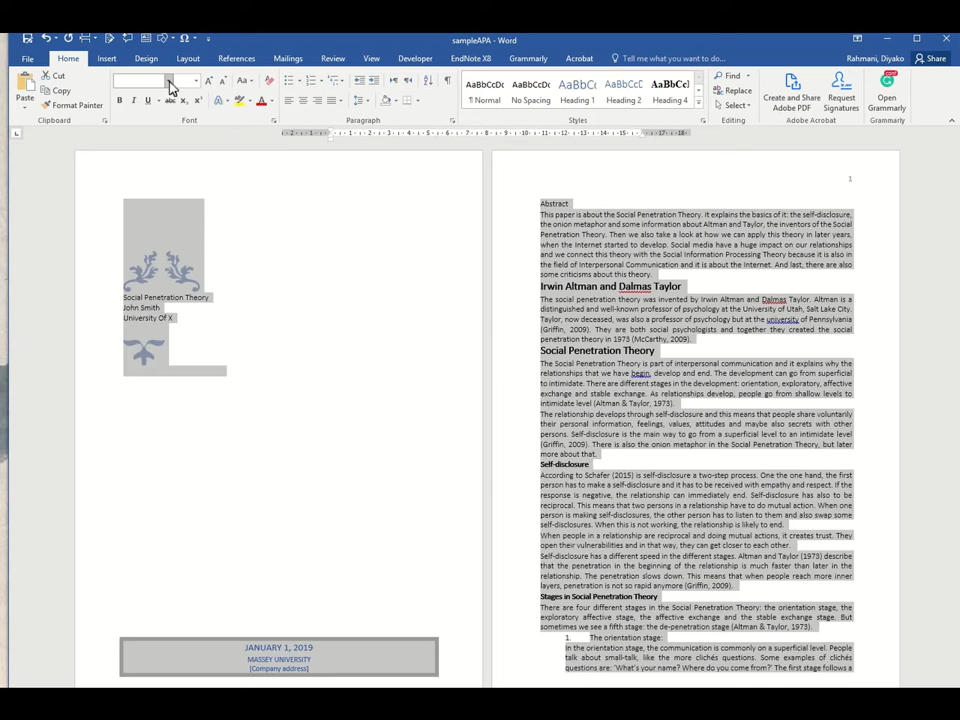 sampleAPA - Word
File
Home
Insert
Design
Layout
References
Mailings
Review
View
EndNote X8
Grammarly
Acrobat
Tell me what you want to do...
Rahmani, Diyako
Share
Cut
Copy
Format Painter
Paste
Clipboard
B I U abc X₂ X²
Aa
Font
Paragraph
AaBbCcDc AaBbCcDc AaBbCc AaBbCcC AaBbCcl
¶ Normal
No Spacing
Heading 1
Heading 2
Heading 4
Styles
Find
Replace
Select
Editing
Create and Share
Adobe PDF
Request
Signatures
Adobe Acrobat
Open
Grammarly
Grammarly
Social Penetration Theory
John Smith
University Of X
JANUARY 1, 2019
MASSEY UNIVERSITY
[Company address]
1
Abstract
This paper is about the Social Penetration Theory. It explains the basics of it: the self-disclosure,
the onion metaphor and some information about Altman and Taylor, the inventors of the Social
Penetration Theory. Then we also take a look at how we can apply this theory in later years,
when the Internet started to develop. Social media have a huge impact on our relationships
and we connect this theory with the Social Information Processing Theory because it is also in
the field of Interpersonal Communication and it is about the Internet. And last, there are also
some criticisms about this theory.
Irwin Altman and Dalmas Taylor
The social penetration theory was invented by Irwin Altman and Dalmas Taylor. Altman is a
distinguished and well-known professor of psychology at the University of Utah, Salt Lake City.
Taylor, now deceased, was also a professor of psychology but at the university of Pennsylvania
(Griffin, 2009). They are both social psychologists and together they created the social
penetration theory in 1973 (McCarthy, 2009).
Social Penetration Theory
The Social Penetration Theory is part of interpersonal communication and it explains why the
relationships that we have begin, develop and end. The development can go from superficial
to intimidate. There are different stages in the development: orientation, exploratory, affective
exchange and stable exchange. As relationships develop, people go from shallow levels to
intimidate level (Altman & Taylor, 1973).
The relationship develops through self-disclosure and this means that people share voluntarily
their personal information, feelings, values, attitudes and maybe also secrets with other
persons. Self-disclosure is the main way to go from a superficial level to an intimidate level
(Griffin, 2009). There is also the onion metaphor in the Social Penetration Theory, but later
more about that.
Self-disclosure
According to Schafer (2015) is self-disclosure a two-step process. One the one hand, the first
person has to make a self-disclosure and it has to be received with empathy and respect. If the
response is negative, the relationship can immediately end. Self-disclosure has also to be
reciprocal. This means that two persons in a relationship have to do mutual action. When one
person is making self-disclosure, the other person has to listen to them and also swap some
self-disclosures. When this is not working, the relationship is likely to end.
When people in a relationship are reciprocal and doing mutual actions, it creates trust. They
open their vulnerabilities and in that way, they can get closer to each other.
Self-disclosure has a different speed in the different stages. Altman and Taylor (1973) describe
that the penetration in the beginning of the relationship is much faster than later in the
relationship. The penetration slows down. This means that when people reach more inner
layers, penetration is not so rapid anymore (Griffin, 2009).
Stages in Social Penetration Theory
There are four different stages in the Social Penetration Theory: the orientation stage, the
exploratory affective stage, the affective exchange and the stable exchange stage. But
sometimes we see a fifth stage: the de-penetration stage (Altman & Taylor, 1973).
1. The orientation stage:
In the orientation stage, the communication is commonly on a superficial level. People
talk about small-talk, like the more clichés questions. Some examples of clichés
questions are: 'What's your name? Where do you come from?' The first stage follows a